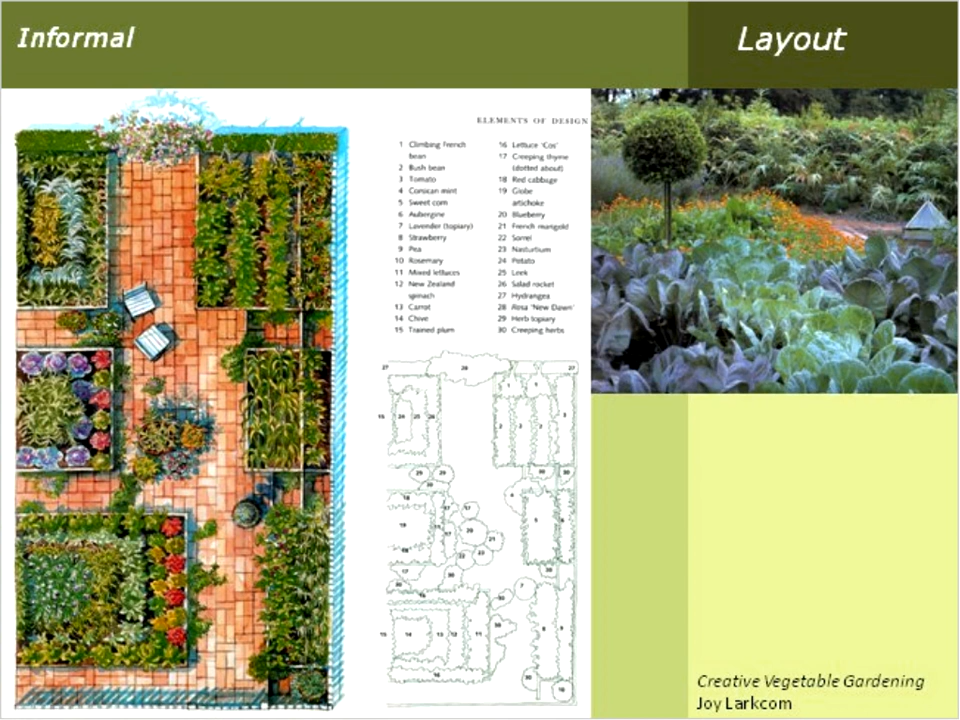 Informal
Layout
ELEMENTS OF DESIGN
1 Climbing French
bean
2 Bush bean
3 Tomato
4 Corsican mint
5 Sweet corn
6 Aubergine
7 Lavender (topiary)
8 Strawberry
9 Pea
10 Rosemary
11 Mixed lettuces
12 New Zealand
spinach
13 Carrot
14 Chive
15 Trained plum
16 Lettuce 'Cos'
17 Creeping thyme
(dotted about)
18 Red cabbage
19 Globe
artichoke
20 Blueberry
21 French marigold
22 Sorrel
23 Nasturtium
24 Potato
25 Leek
26 Salad rocket
27 Hydrangea
28 Rosa 'New Dawn'
29 Herb topiary
30 Creeping herbs
27 28 27
Creative Vegetable Gardening
Joy Larkcom